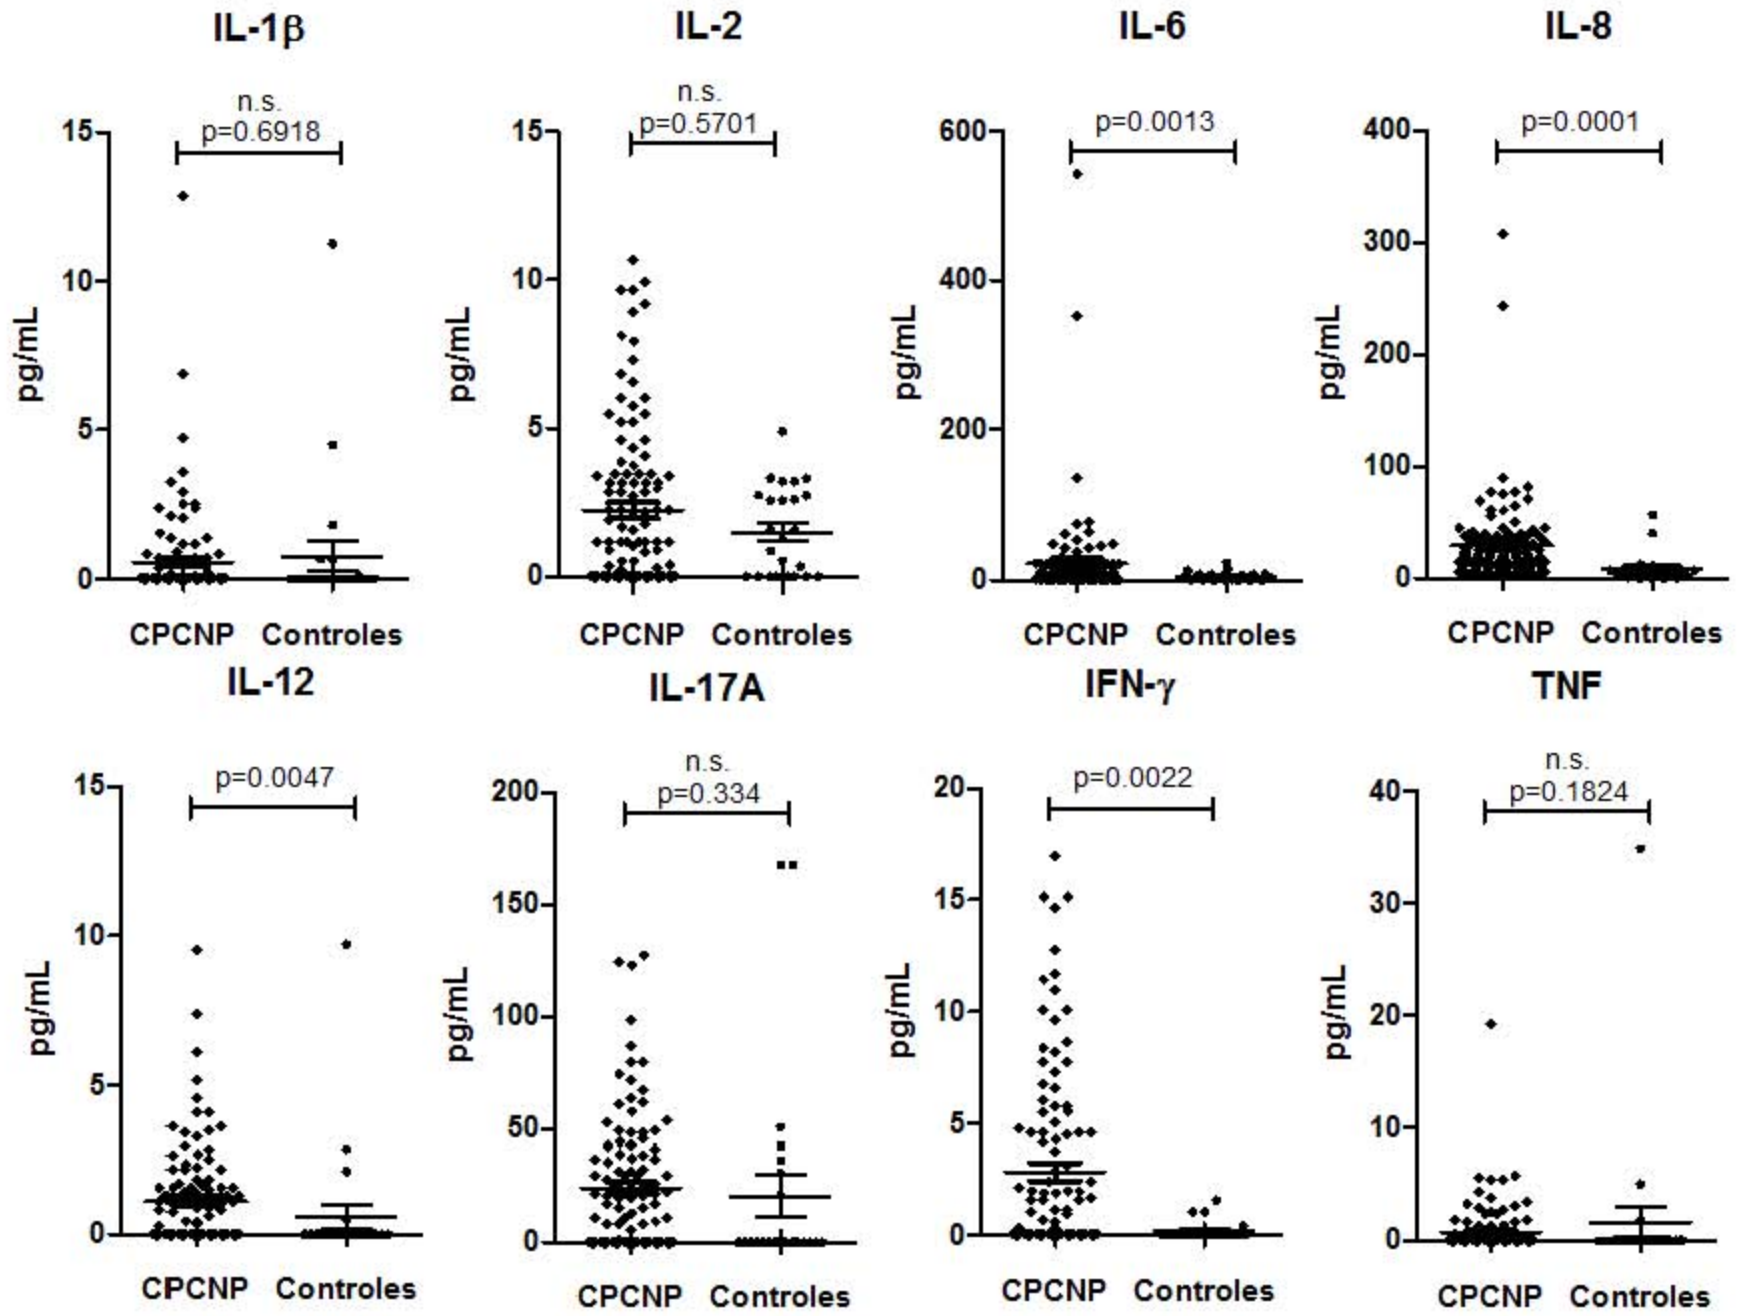 IL-1β
n.s.
p=0.6918
15
10
5
0
pg/mL
CPCNP Controles
IL-2
n.s.
p=0.5701
15
10
5
0
pg/mL
CPCNP Controles
IL-6
p=0.0013
600
400
200
0
pg/mL
CPCNP Controles
IL-8
p=0.0001
400
300
200
100
0
pg/mL
CPCNP Controles
IL-12
p=0.0047
15
10
5
0
pg/mL
CPCNP Controles
IL-17A
n.s.
p=0.334
200
150
100
50
0
pg/mL
CPCNP Controles
IFN-γ
p=0.0022
20
15
10
5
0
pg/mL
CPCNP Controles
TNF
n.s.
p=0.1824
40
30
20
10
0
pg/mL
CPCNP Controles